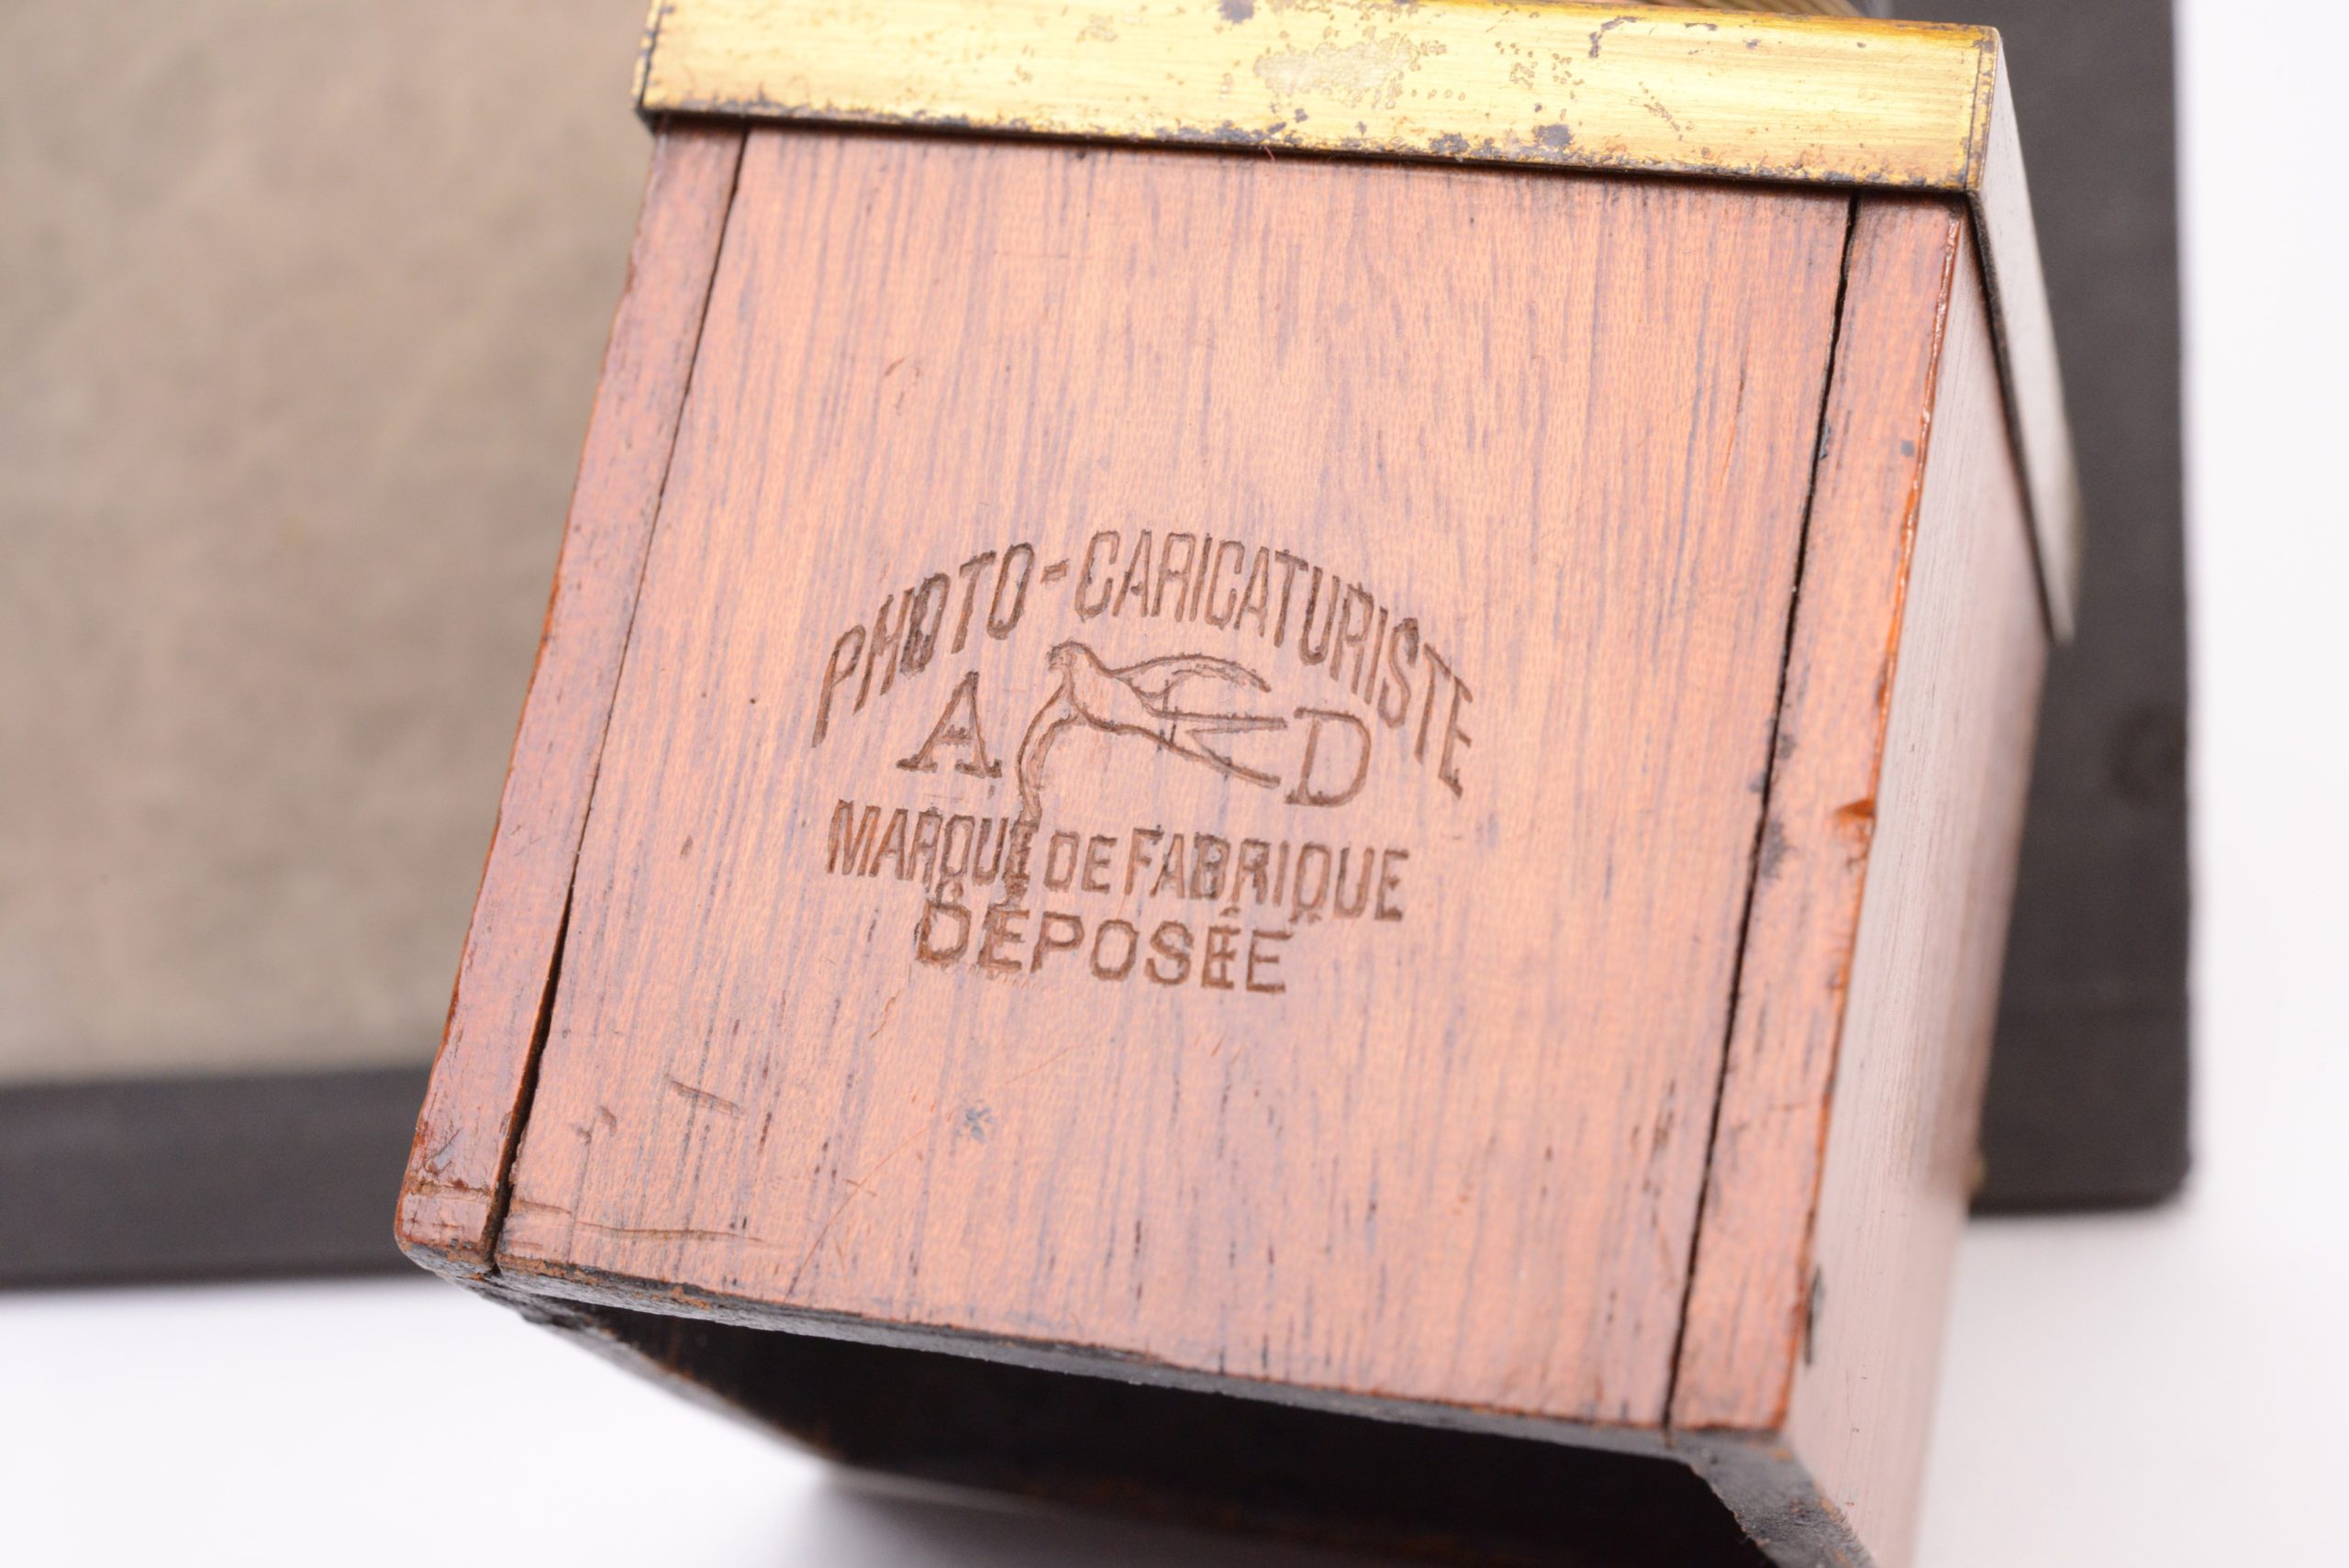 PHOTO-CARICATURISTE
A D
MARQUE DE FABRIQUE
DÉPOSÉE